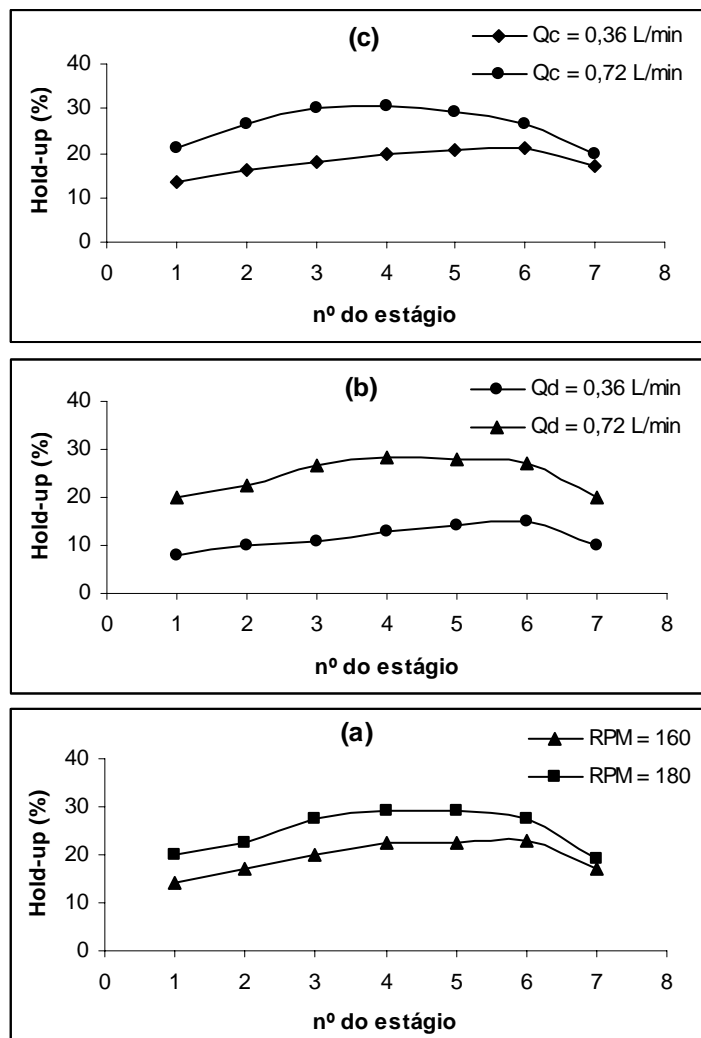 (c)
Qc = 0,36 L/min
Qc = 0,72 L/min
Hold-up (%)
40
30
20
10
0
0 1 2 3 4 5 6 7 8
nº do estágio
(b)
Qd = 0,36 L/min
Qd = 0,72 L/min
Hold-up (%)
40
30
20
10
0
0 1 2 3 4 5 6 7 8
nº do estágio
(a)
RPM = 160
RPM = 180
Hold-up (%)
40
30
20
10
0
0 1 2 3 4 5 6 7 8
nº do estágio